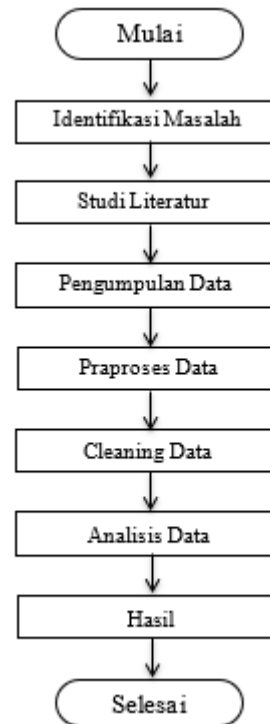 Mulai
Identifikasi Masalah
Studi Literatur
Pengumpulan Data
Praproses Data
Cleaning Data
Analisis Data
Hasil
Selesai